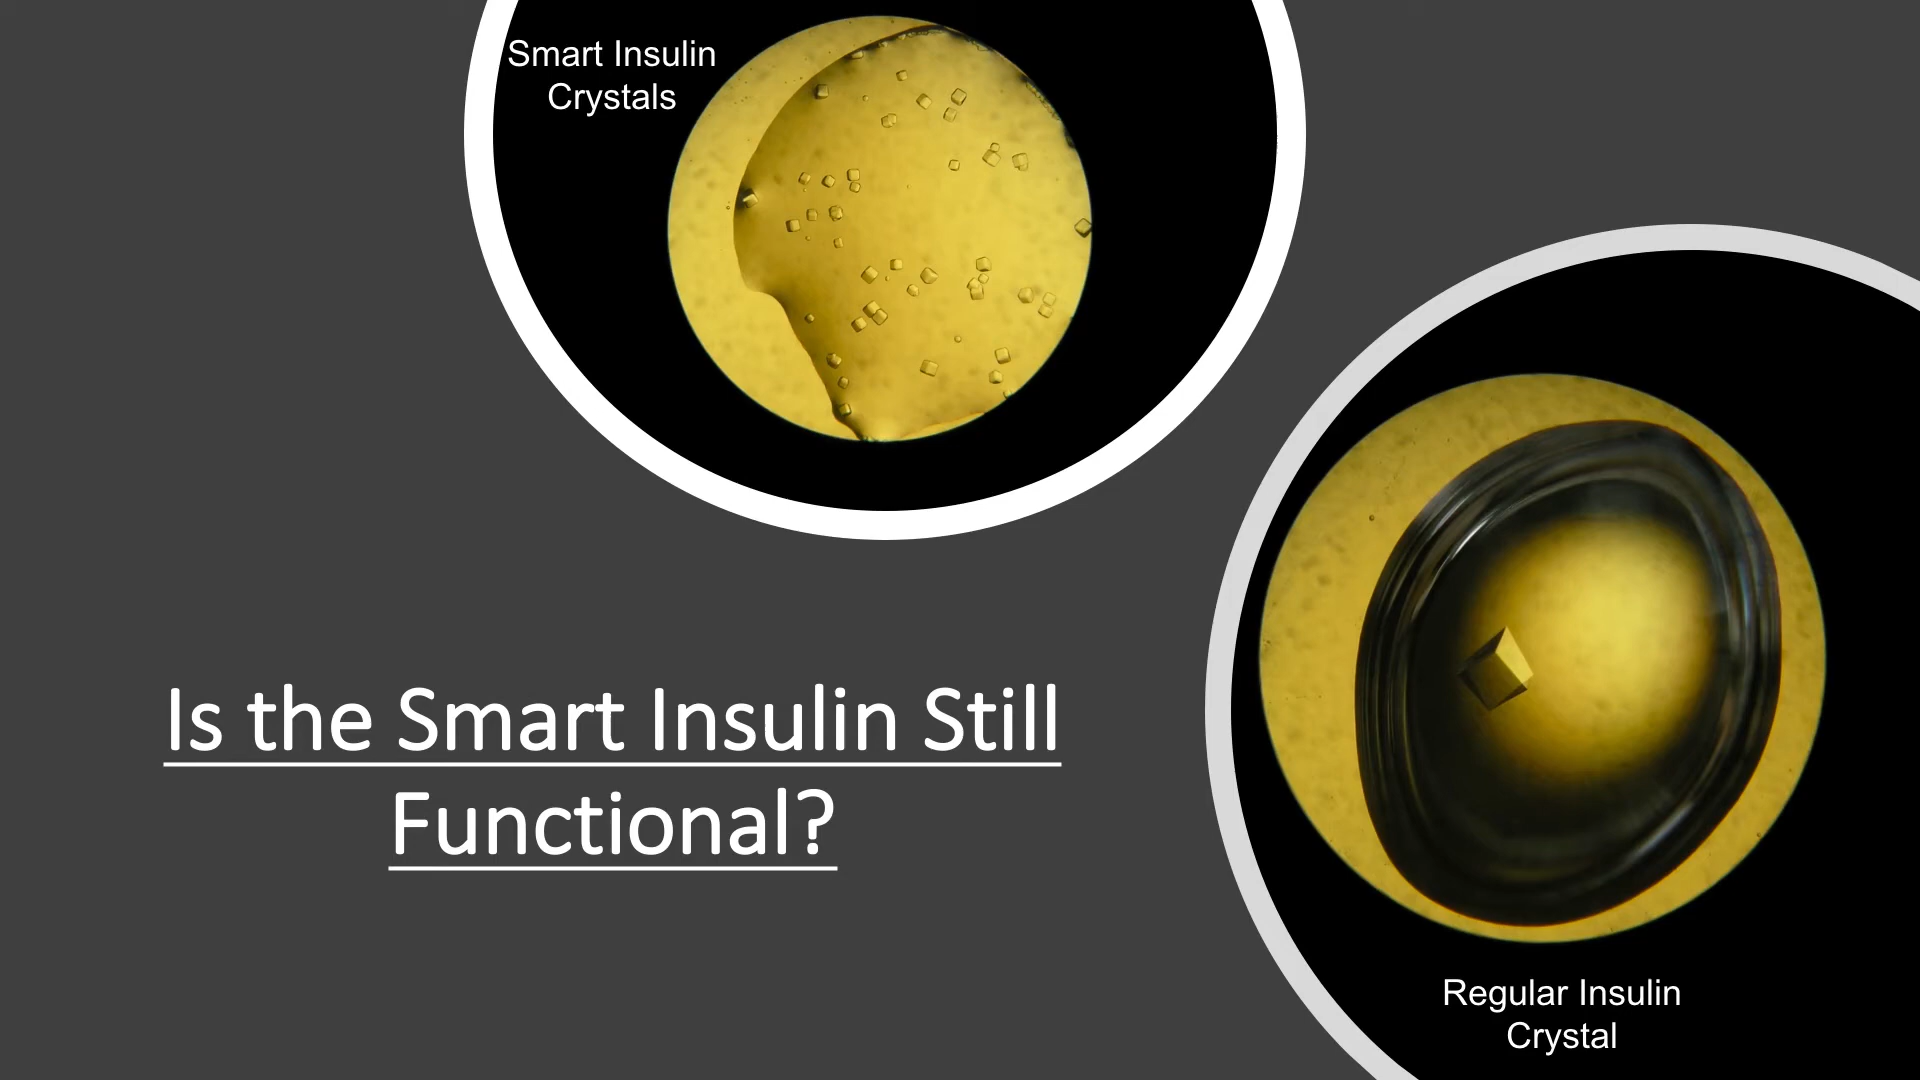 Smart Insulin
Crystals
Is the Smart Insulin Still
Functional?
Regular Insulin
Crystal